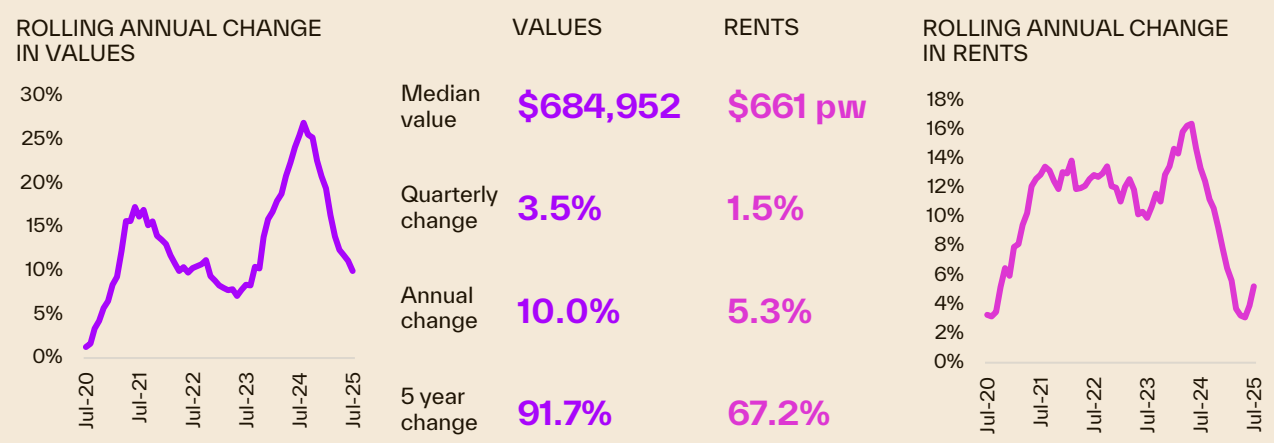 ROLLING ANNUAL CHANGE
IN VALUES
30%
25%
20%
15%
10%
5%
0%
Jul-20
Jul-21
Jul-22
Jul-23
Jul-24
Jul-25
VALUES RENTS
Median
value
$684,952 $661 pw
Quarterly
change
3.5% 1.5%
Annual
change
10.0% 5.3%
5 year
change
91.7% 67.2%
ROLLING ANNUAL CHANGE
IN RENTS
18%
16%
14%
12%
10%
8%
6%
4%
2%
0%
Jul-20
Jul-21
Jul-22
Jul-23
Jul-24
Jul-25